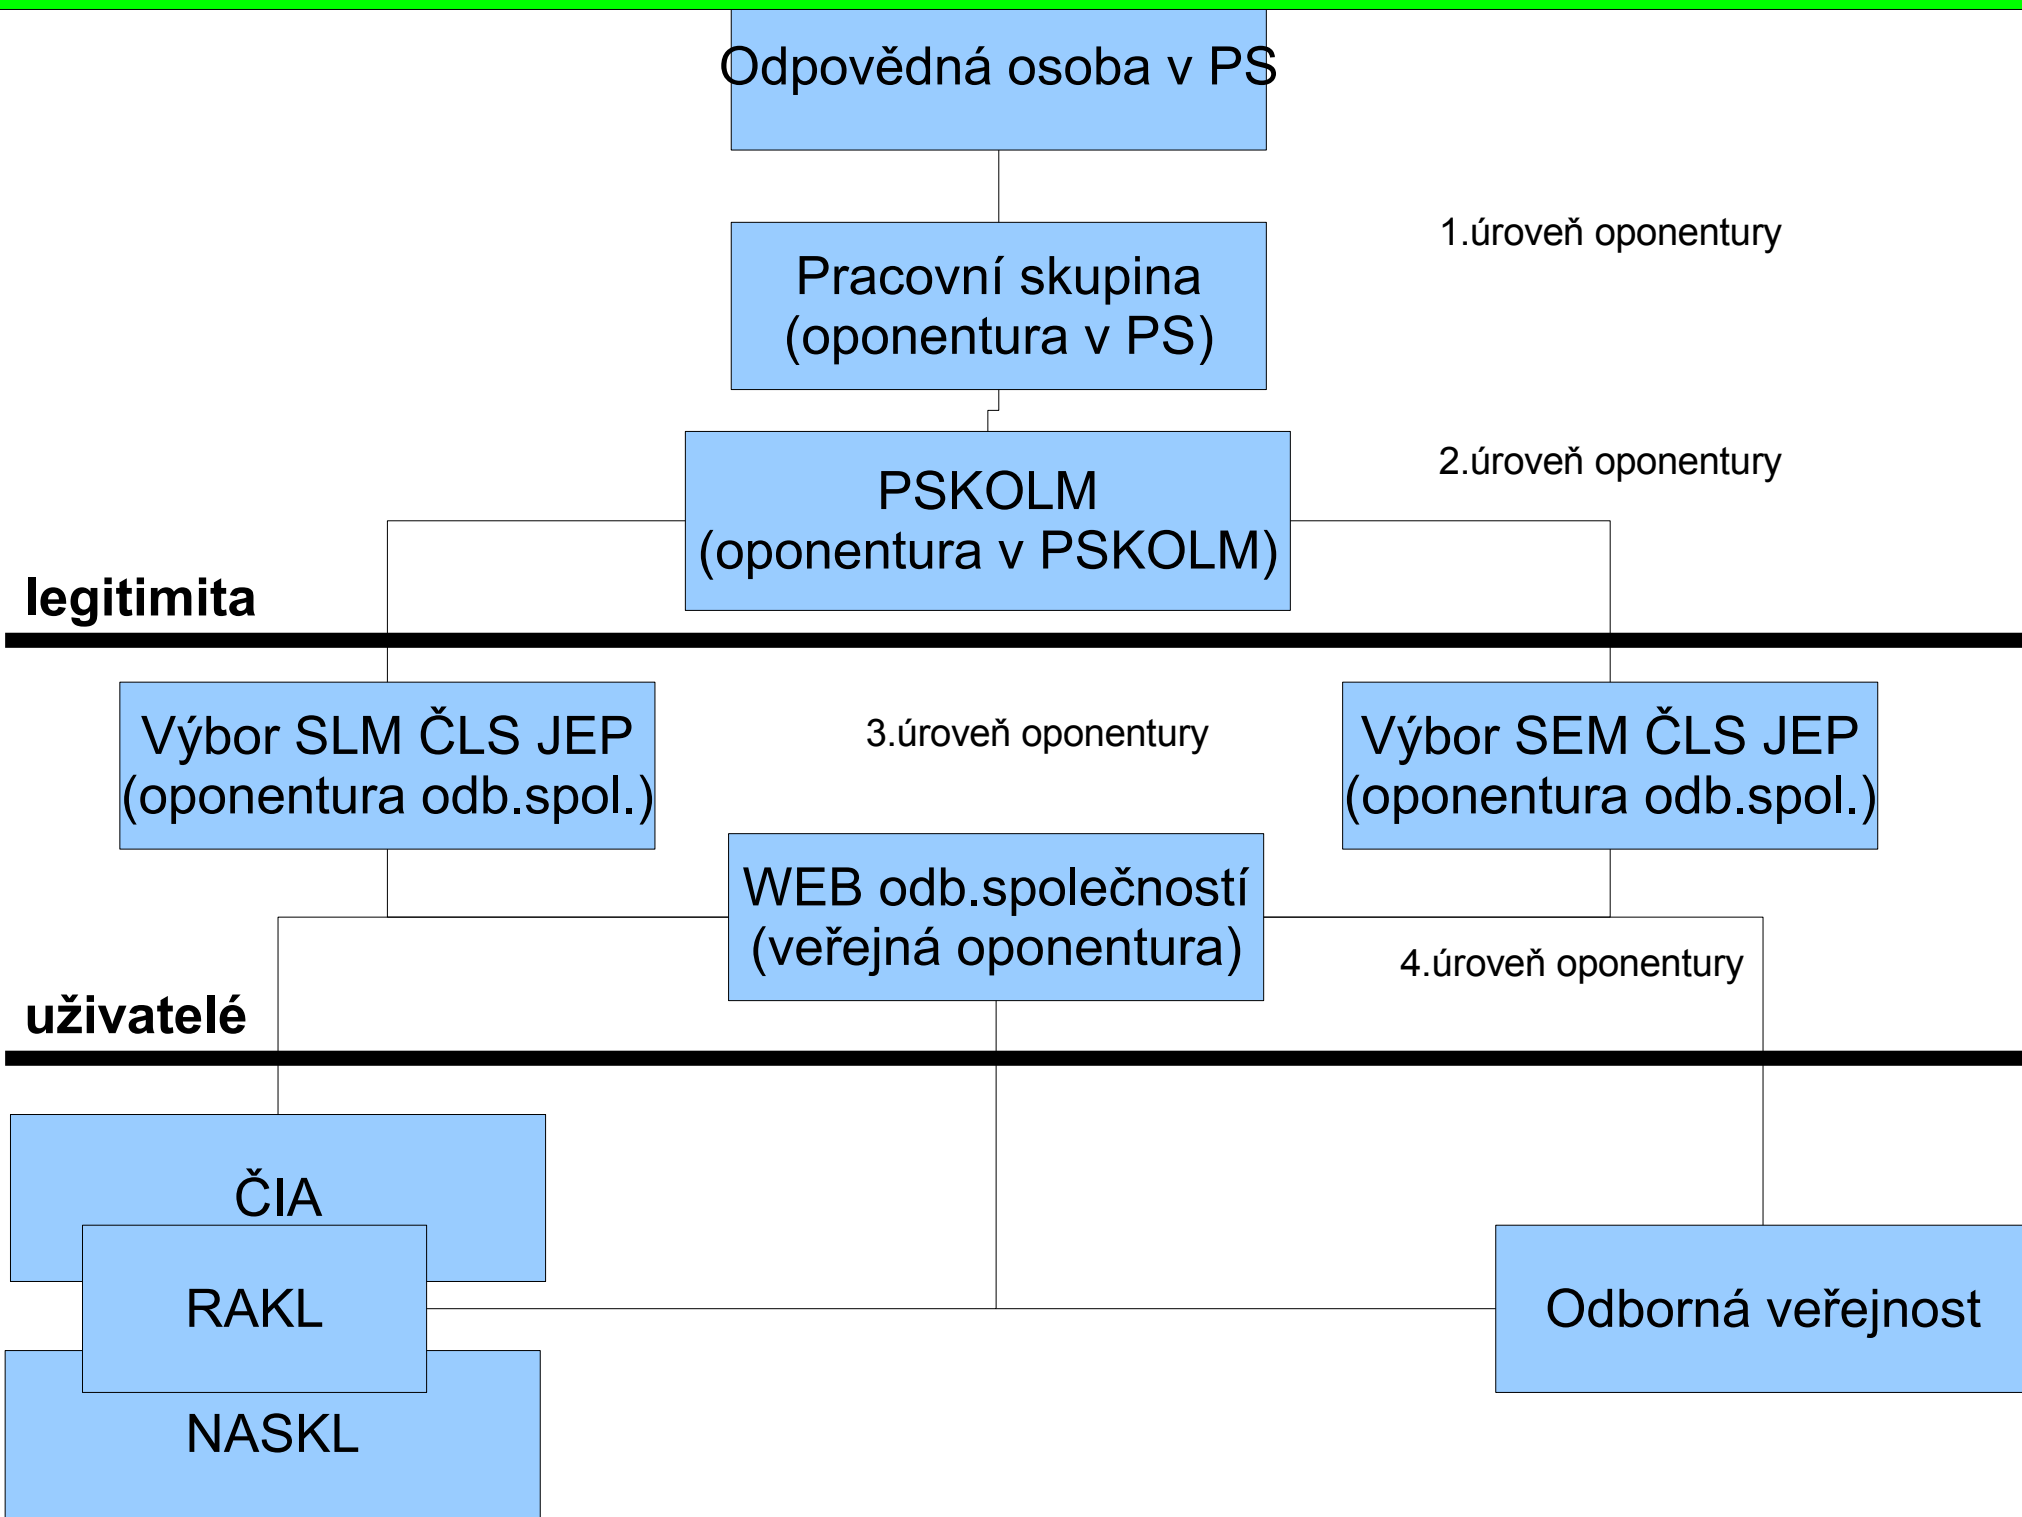 Odpovědná osoba v PS
1.úroveň oponentury
Pracovní skupina
(oponentura v PS)
2.úroveň oponentury
PSKOLM
(oponentura v PSKOLM)
legitimita
Výbor SLM ČLS JEP
(oponentura odb.spol.)
3.úroveň oponentury
Výbor SEM ČLS JEP
(oponentura odb.spol.)
WEB odb.společností
(veřejná oponentura)
4.úroveň oponentury
uživatelé
ČIA
RAKL
Odborná veřejnost
NASKL